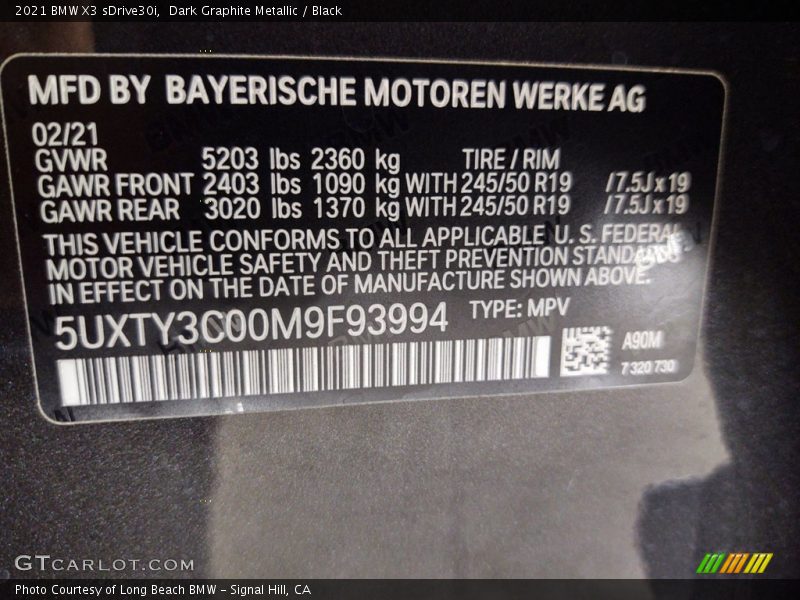 2021 BMW X3 sDrive30i,  Dark Graphite Metallic / Black
MFD BY BAYERISCHE MOTOREN WERKE AG
02/21
GVWR 5203 lbs 2360 kg TIRE / RIM
GAWR FRONT 2403 lbs 1090 kg WITH 245/50 R19 /7.5J x 19
GAWR REAR 3020 lbs 1370 kg WITH 245/50 R19 /7.5J x 19
THIS VEHICLE CONFORMS TO ALL APPLICABLE U. S. FEDERAL
MOTOR VEHICLE SAFETY AND THEFT PREVENTION STANDARDS
IN EFFECT ON THE DATE OF MANUFACTURE SHOWN ABOVE.
5UXTY3C00M9F93994 TYPE: MPV
A90M
7 320 730
GTcarlot.com
Photo Courtesy of Long Beach BMW - Signal Hill, CA